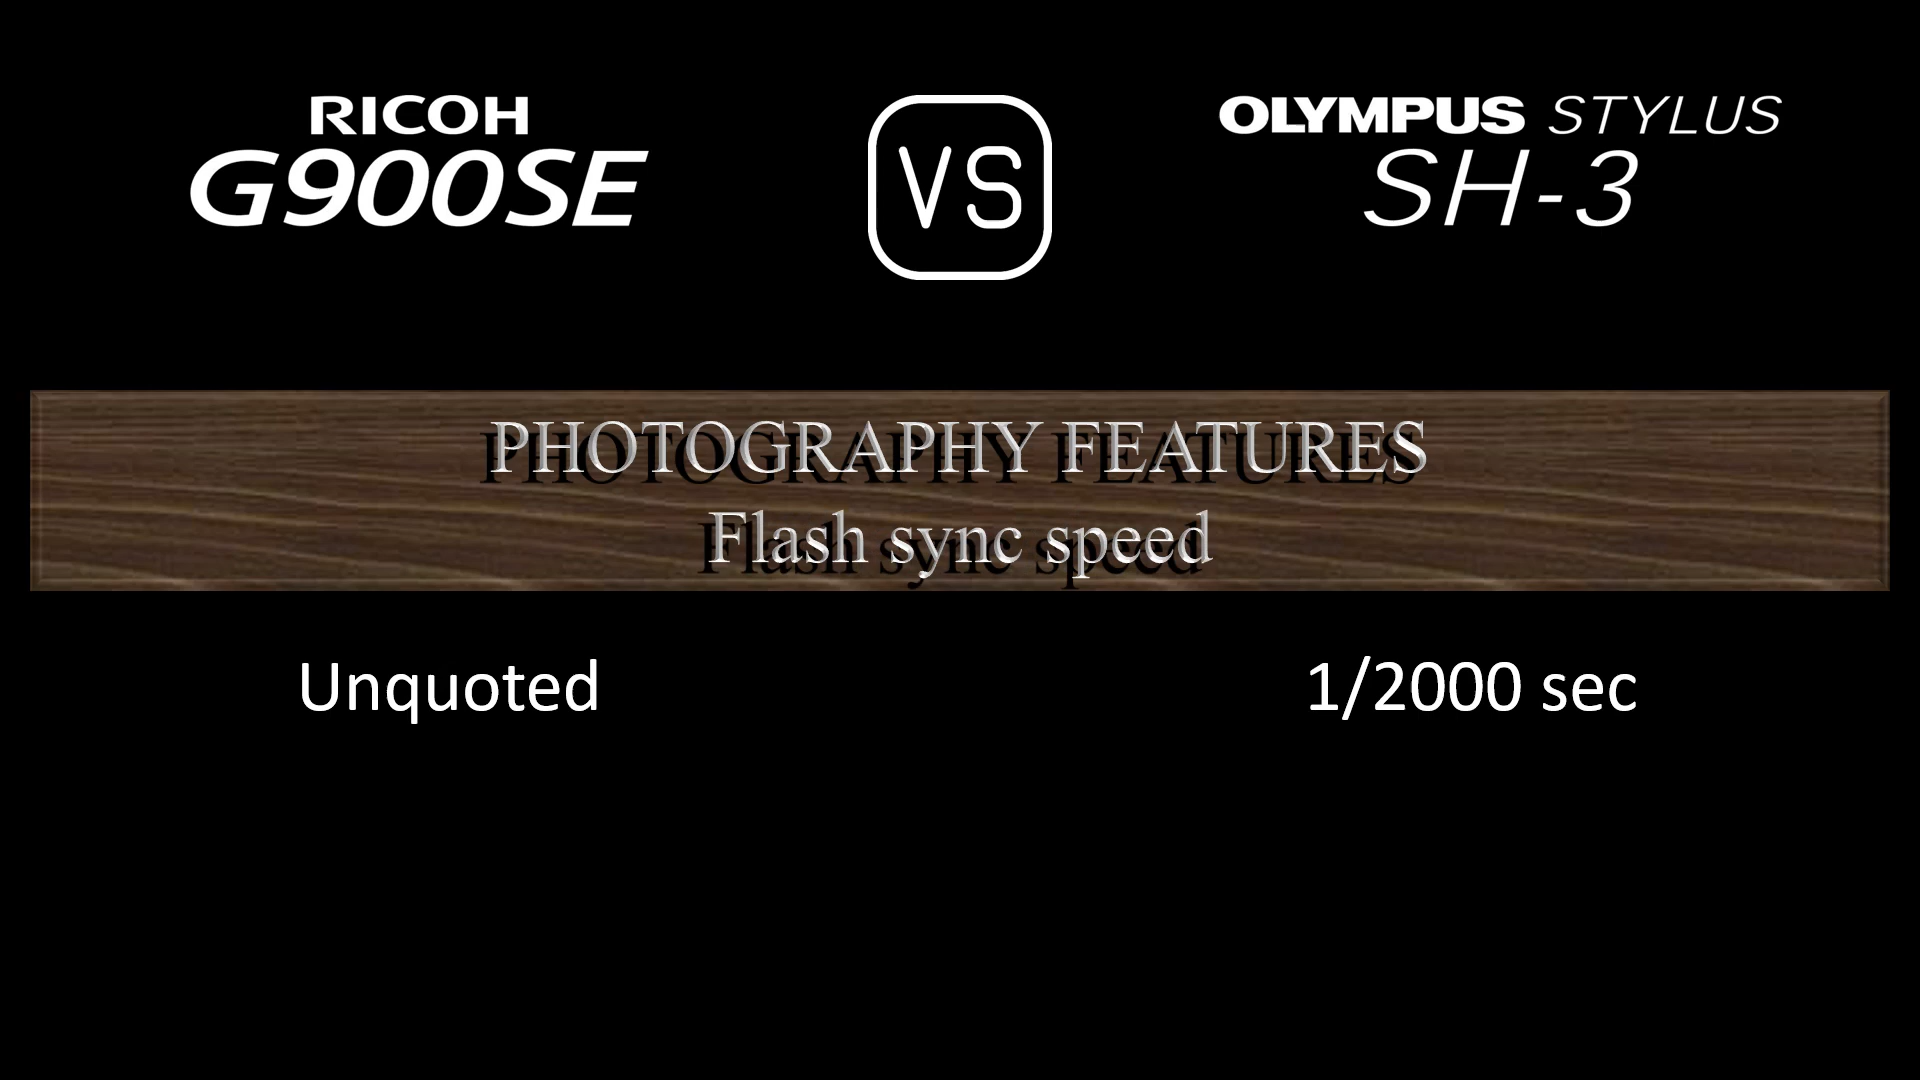 RICOH
G900SE
VS
OLYMPUS STYLUS
SH-3
PHOTOGRAPHY FEATURES
Flash sync speed
Unquoted
1/2000 sec